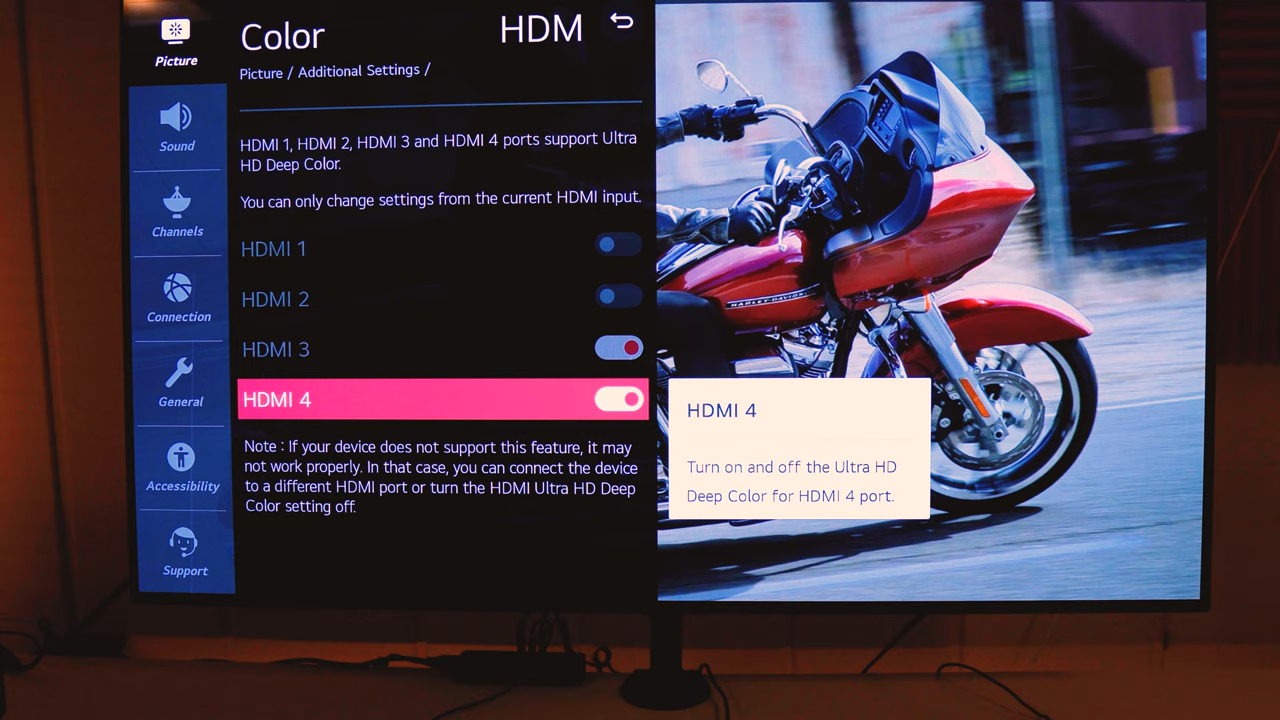 Picture
Color
HDM
Picture / Additional Settings /
Sound
Channels
Connection
General
Accessibility
Support
HDMI 1, HDMI 2, HDMI 3 and HDMI 4 ports support Ultra
HD Deep Color.
You can only change settings from the current HDMI input.
HDMI 1
HDMI 2
HDMI 3
HDMI 4
Note : If your device does not support this feature, it may
not work properly. In that case, you can connect the device
to a different HDMI port or turn the HDMI Ultra HD Deep
Color setting off.
HARLEY-DAVIDSON
HDMI 4
Turn on and off the Ultra HD
Deep Color for HDMI 4 port.